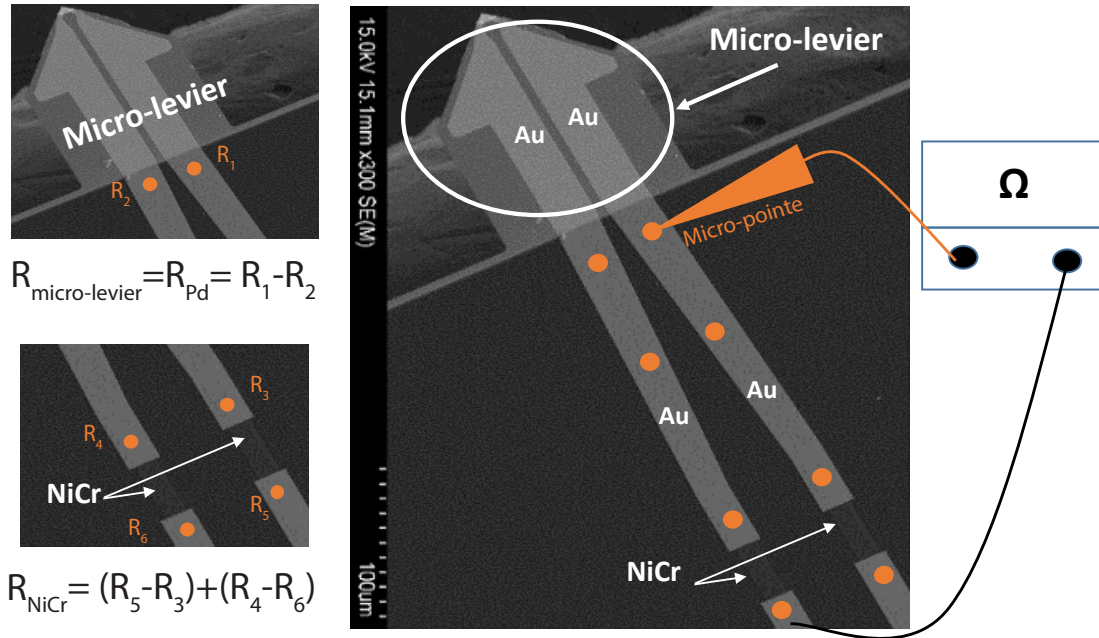 Micro-levier
R1
R2
Rmicro-levier=RPd= R1-R2
R3
R4
NiCr
R5
R6
RNiCr= (R5-R3)+(R4-R6)
15.0kV 15.1mm x300 SE(M)
100µm
Micro-levier
Au
Au
Micro-pointe
Au
Au
NiCr
Ω